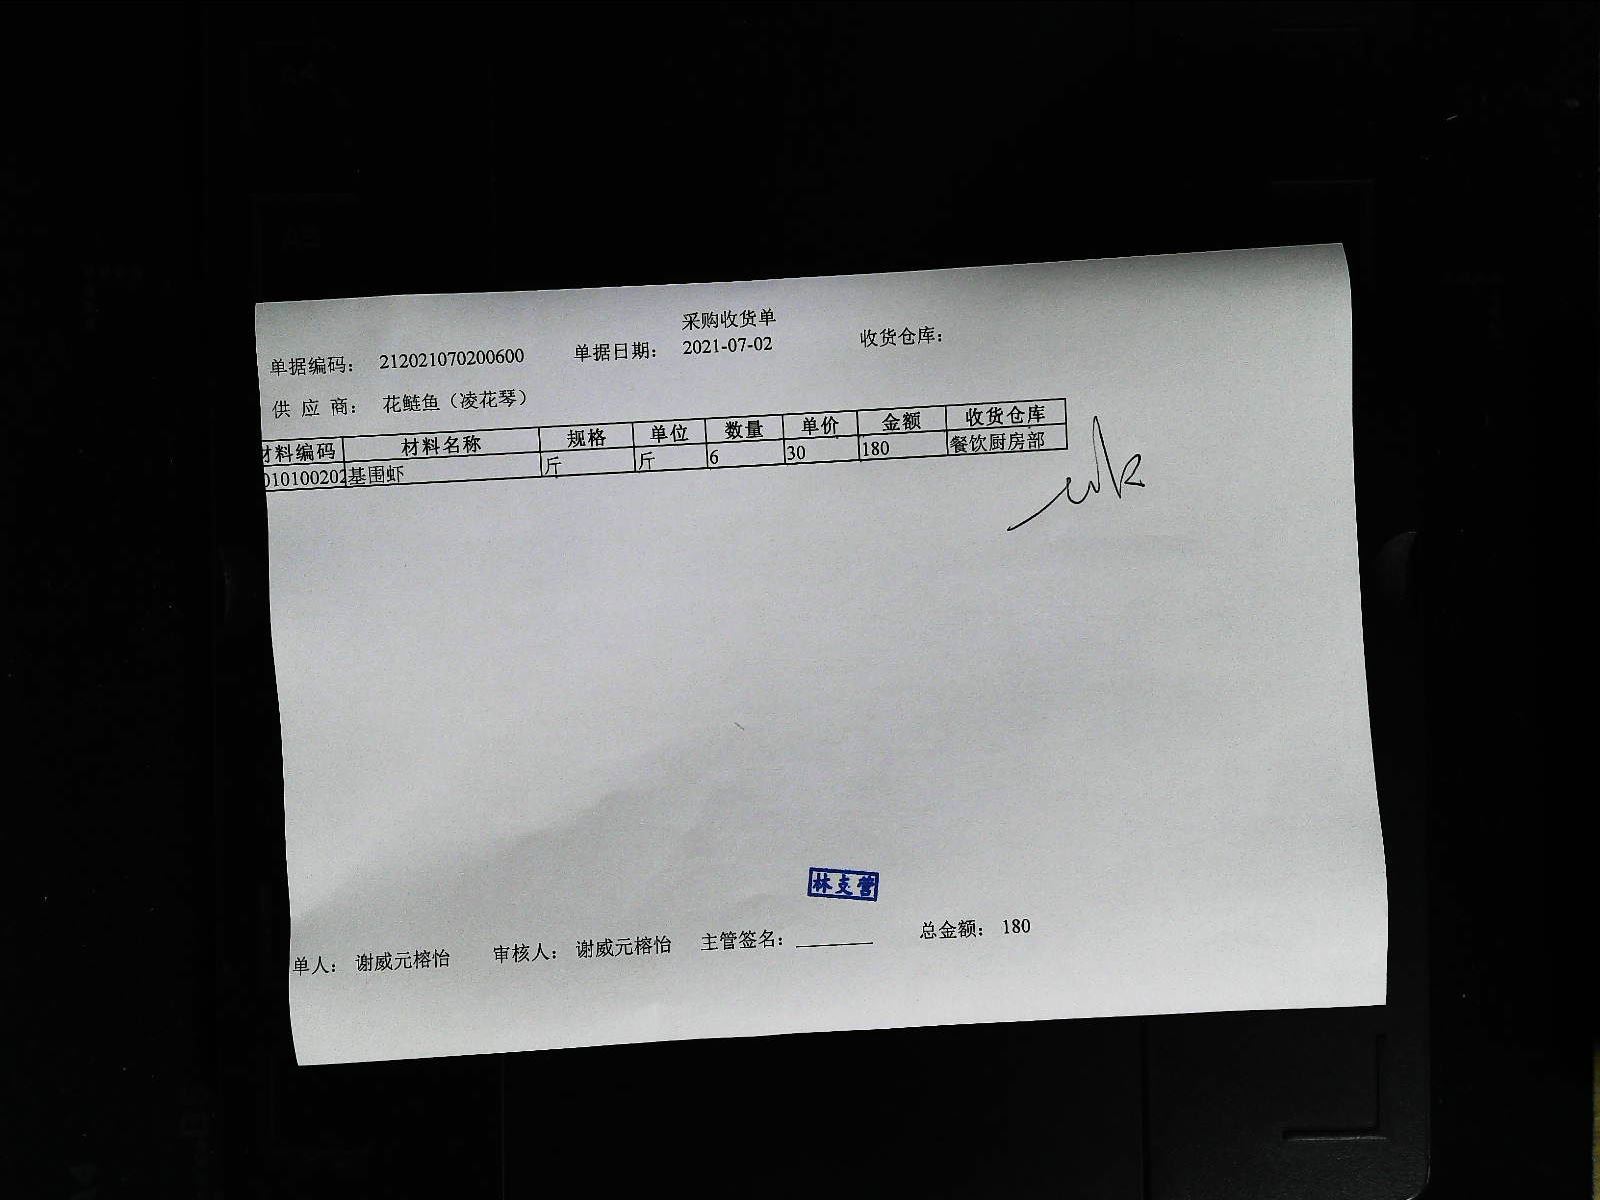 采购收货单
单据编码： 212021070200600 单据日期： 2021-07-02 收货仓库：
供 应 商： 花鲢鱼（凌花琴）
材料编码 材料名称 规格 单位 数量 单价 金额 收货仓库
010100202 基围虾 斤 斤 6 30 180 餐饮厨房部
林支营
单人： 谢威元榕怡 审核人： 谢威元榕怡 主管签名：________ 总金额： 180